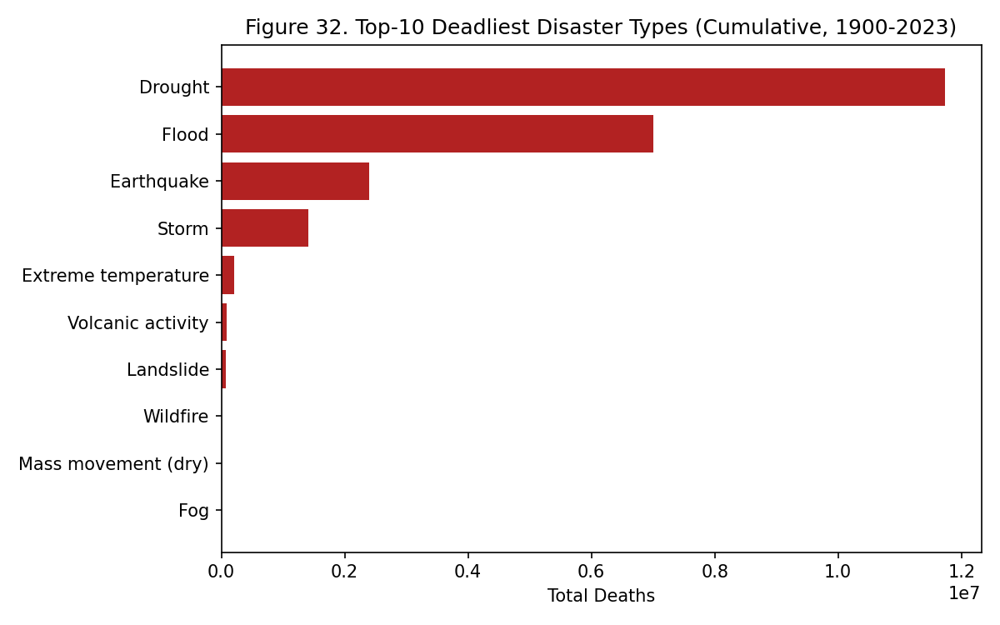 Figure 32. Top-10 Deadliest Disaster Types (Cumulative, 1900-2023)
Drought
Flood
Earthquake
Storm
Extreme temperature
Volcanic activity
Landslide
Wildfire
Mass movement (dry)
Fog
0.0 0.2 0.4 0.6 0.8 1.0 1.2
1e7
Total Deaths